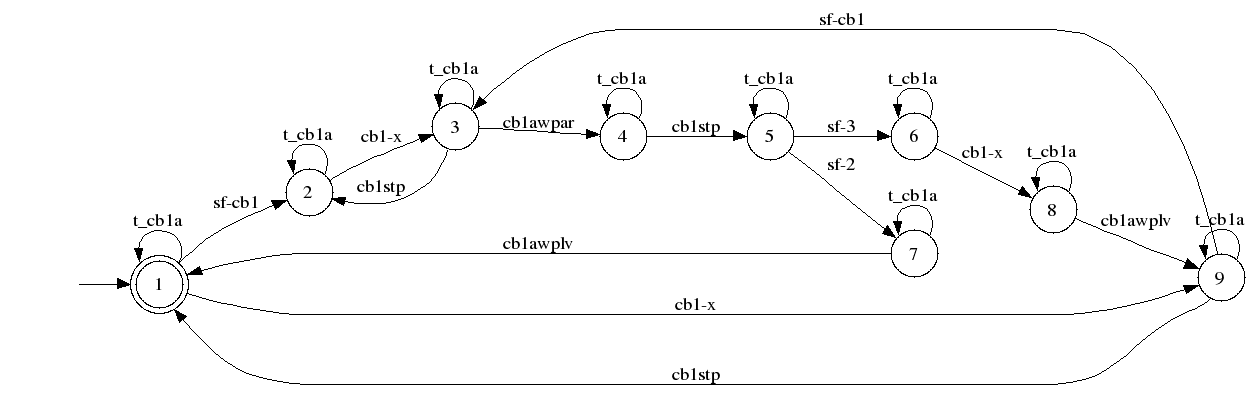 sf-cb1
t_cb1a
t_cb1a
t_cb1a
t_cb1a
3
cb1awpar
4
cb1stp
5
sf-3
6
t_cb1a
cb1-x
cb1-x
t_cb1a
sf-2
2
cb1stp
sf-cb1
t_cb1a
8
cb1awplv
t_cb1a
t_cb1a
cb1awplv
7
1
9
cb1-x
cb1stp